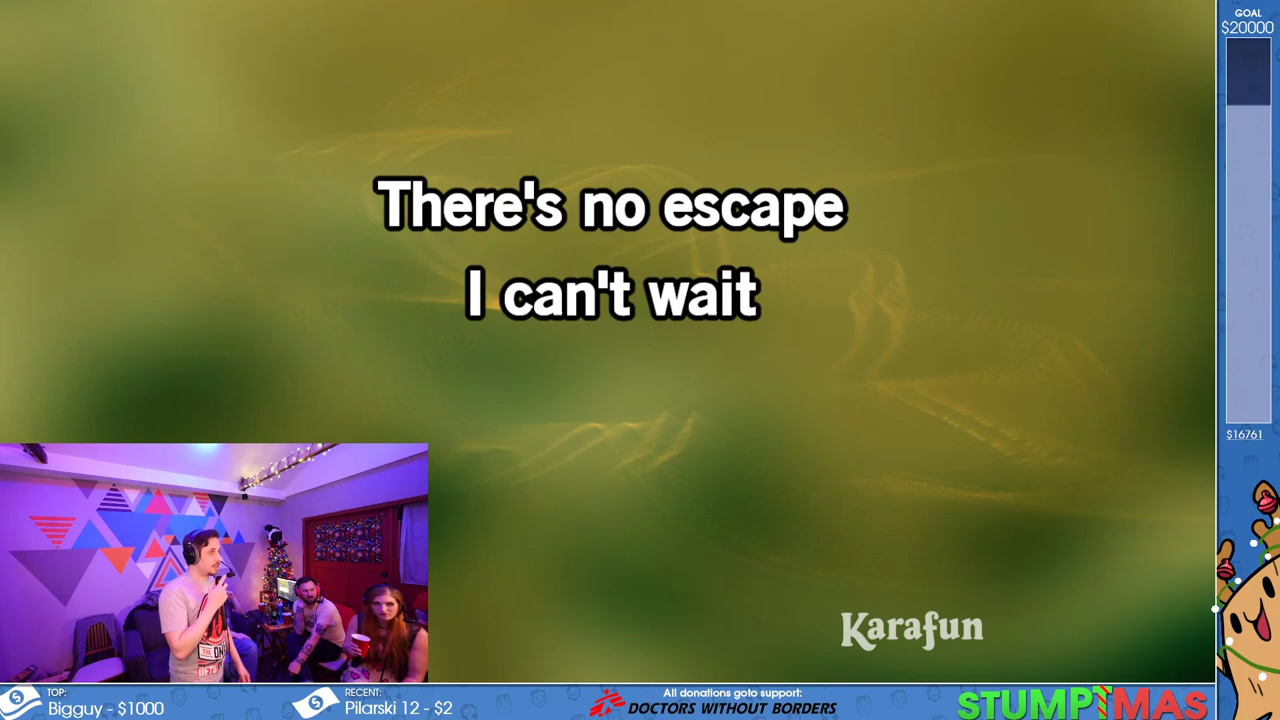 GOAL
$20000
There's no escape
I can't wait
$16761
Karafun
TOP:
Bigguy - $1000
RECENT:
Pilarski 12 - $2
All donations goto support:
DOCTORS WITHOUT BORDERS
STUMPTMAS